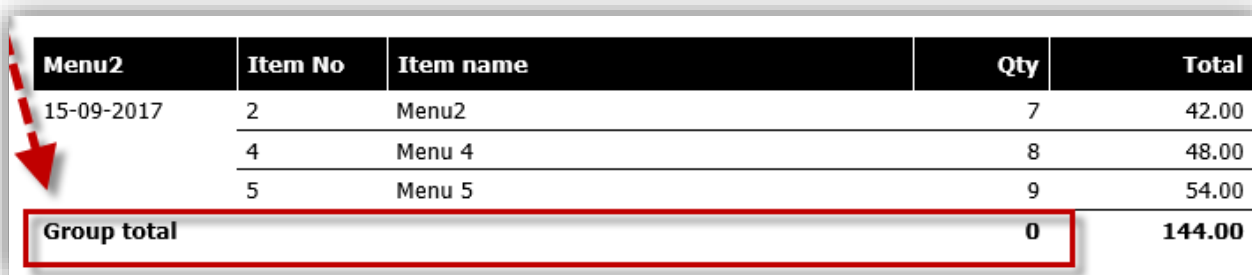 Menu2 Item No Item name Qty Total
15-09-2017 2 Menu2 7 42.00
4 Menu 4 8 48.00
5 Menu 5 9 54.00
Group total 0 144.00